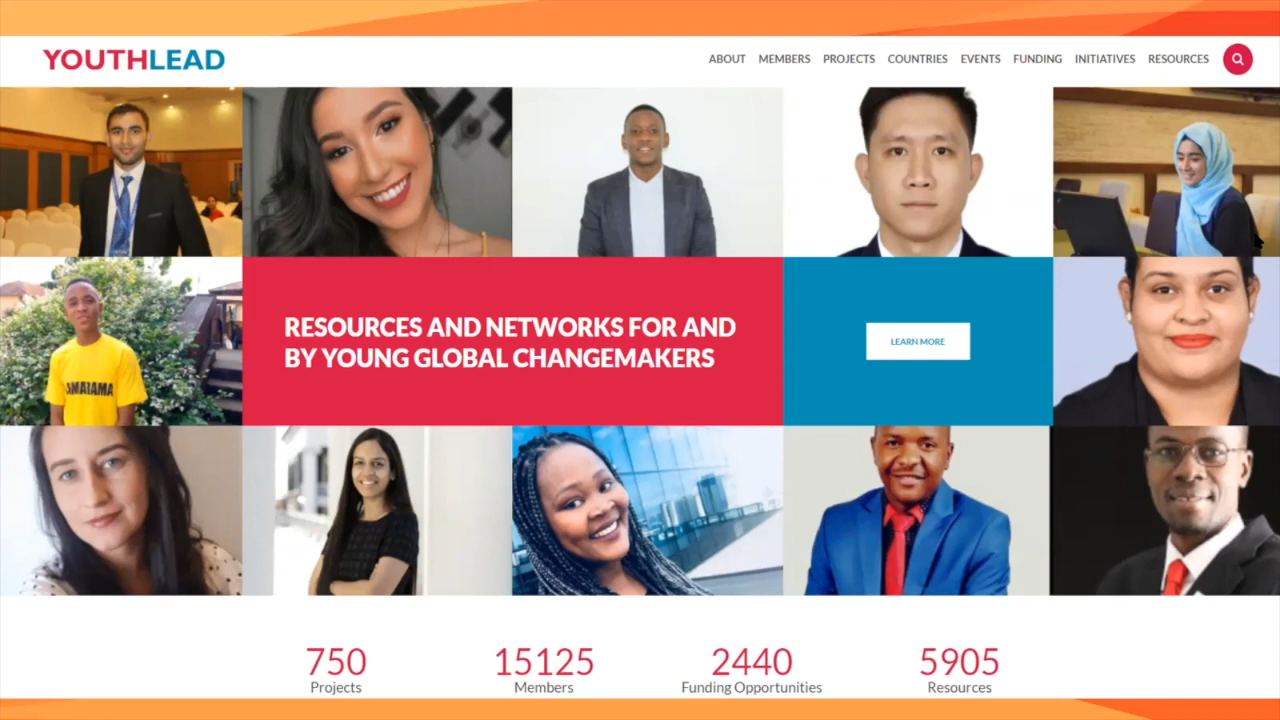 YOUTHLEAD
ABOUT MEMBERS PROJECTS COUNTRIES EVENTS FUNDING INITIATIVES RESOURCES
RESOURCES AND NETWORKS FOR AND
BY YOUNG GLOBAL CHANGEMAKERS
LEARN MORE
750 15125 2440 5905
Projects Members Funding Opportunities Resources